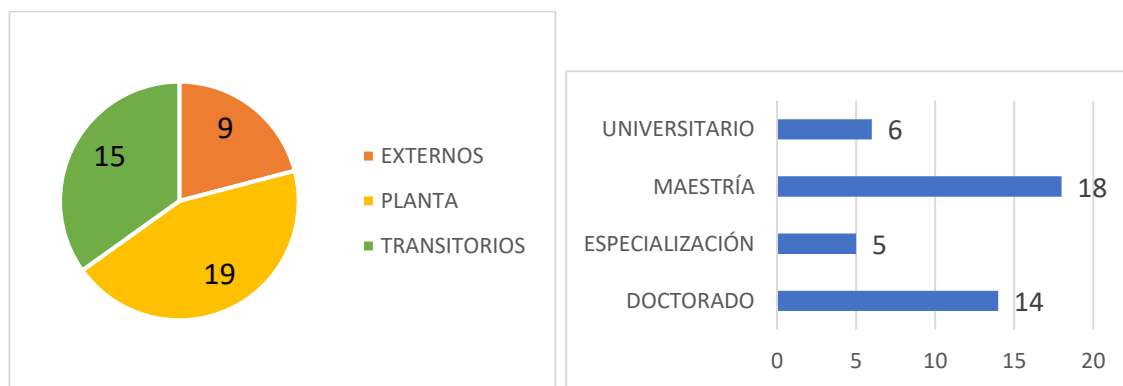 9
15
19
EXTERNOS
PLANTA
TRANSITORIOS
UNIVERSITARIO 6
MAESTRÍA 18
ESPECIALIZACIÓN 5
DOCTORADO 14
0 5 10 15 20